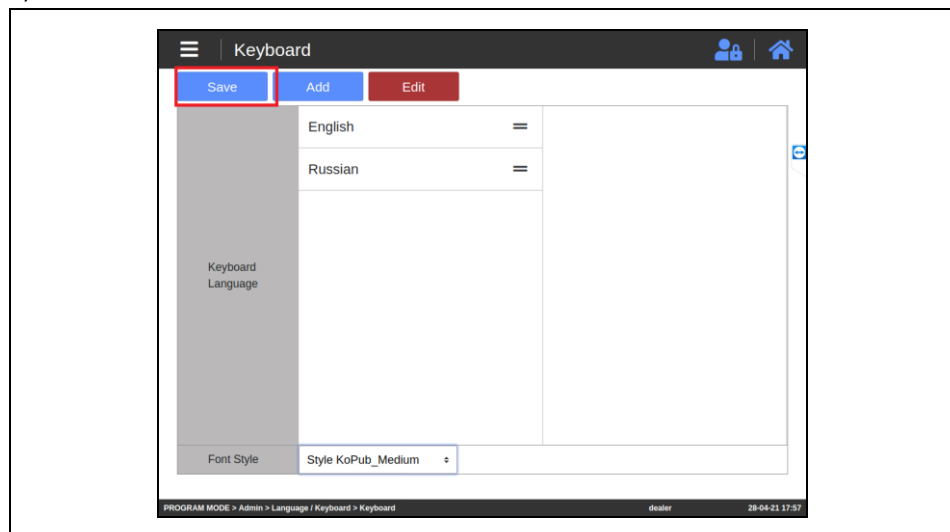 Keyboard
Save Add Edit
English
Russian
Keyboard
Language
Font Style Style KoPub_Medium
PROGRAM MODE > Admin > Language / Keyboard > Keyboard dealer 28-04-21 17:57